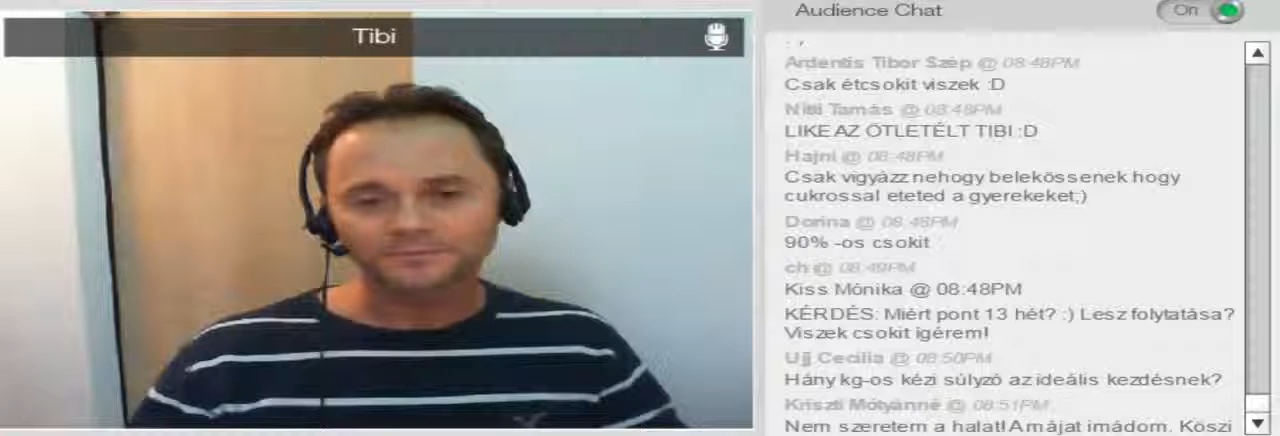 Tibi
Audience Chat
On
Ardentis Tibor Szép @ 08:48PM
Csak étcsokit viszek :D
Nitti Tamás @ 08:48PM
LIKE AZ ÖTLETÉLT TIBI :D
Hajni @ 08:48PM
Csak vigyázz nehogy belekössenek hogy
cukrossal eteted a gyerekeket;)
Dorina @ 08:48PM
90% -os csokit
ch @ 08:49PM
Kiss Mónika @ 08:48PM
KÉRDÉS: Miért pont 13 hét? :) Lesz folytatása?
Viszek csokit igérem!
Ujj Cecilia @ 08:50PM
Hány kg-os kézi súlyzó az ideális kezdésnek?
Kriszti Mótyánné @ 08:51PM
Nem szeretem a halat! A májat imádom. Köszi